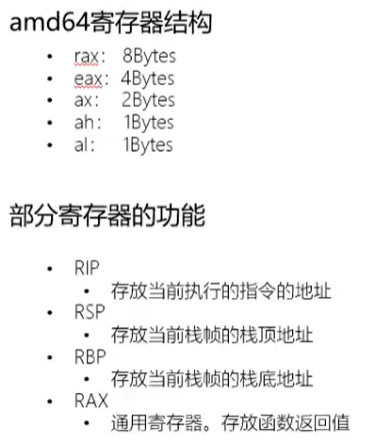 amd64寄存器结构
• rax： 8Bytes
• eax：4Bytes
• ax： 2Bytes
• ah： 1Bytes
• al： 1Bytes
部分寄存器的功能
• RIP
• 存放当前执行的指令的地址
• RSP
• 存放当前栈帧的栈顶地址
• RBP
• 存放当前栈帧的栈底地址
• RAX
• 通用寄存器。存放函数返回值